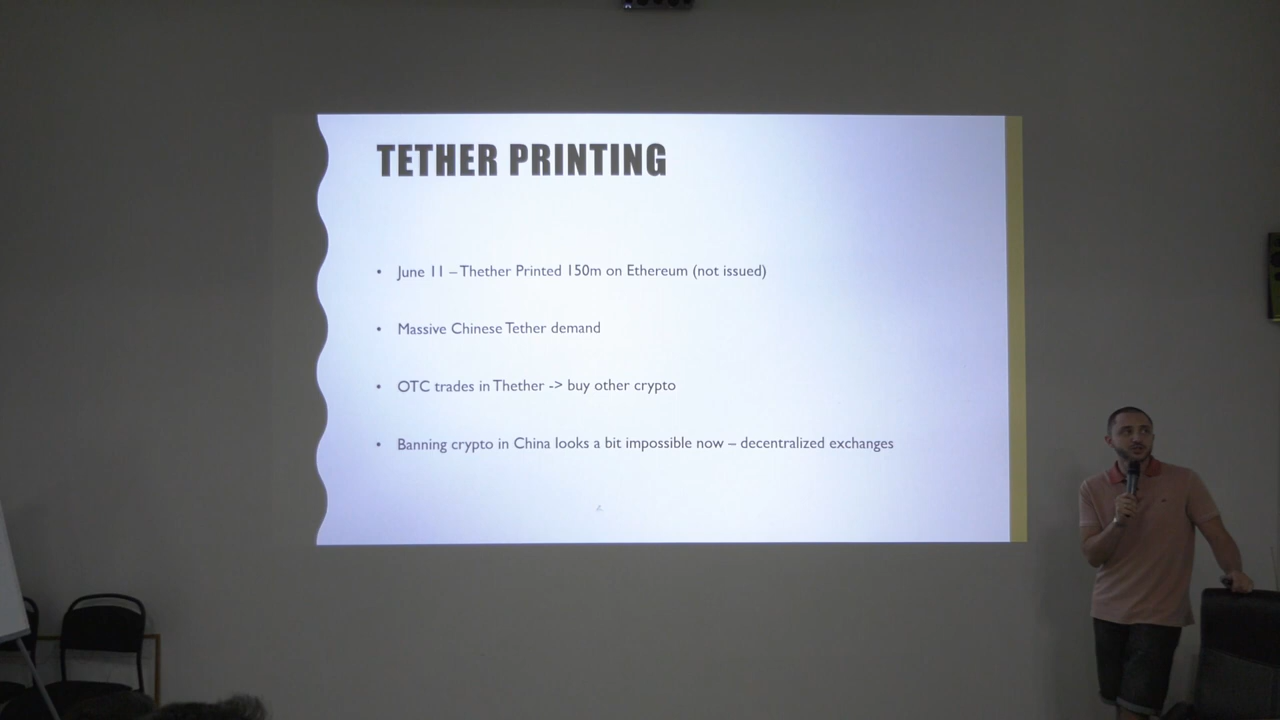 TETHER PRINTING
• June 11 – Thether Printed 150m on Ethereum (not issued)
• Massive Chinese Tether demand
• OTC trades in Thether -> buy other crypto
• Banning crypto in China looks a bit impossible now – decentralized exchanges